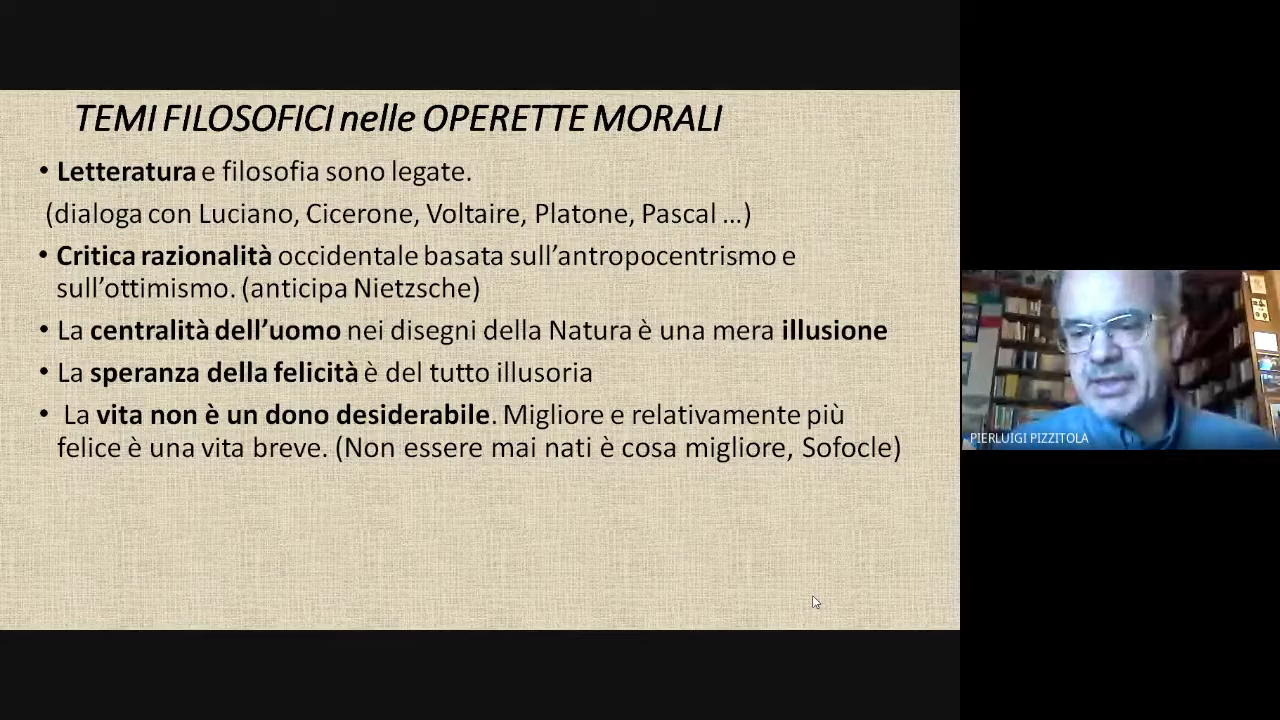 TEMI FILOSOFICI nelle OPERETTE MORALI
• Letteratura e filosofia sono legate.
(dialoga con Luciano, Cicerone, Voltaire, Platone, Pascal ...)
• Critica razionalità occidentale basata sull’antropocentrismo e
sull’ottimismo. (anticipa Nietzsche)
• La centralità dell’uomo nei disegni della Natura è una mera illusione
• La speranza della felicità è del tutto illusoria
• La vita non è un dono desiderabile. Migliore e relativamente più
felice è una vita breve. (Non essere mai nati è cosa migliore, Sofocle)
PIERLUIGI PIZZITOLA